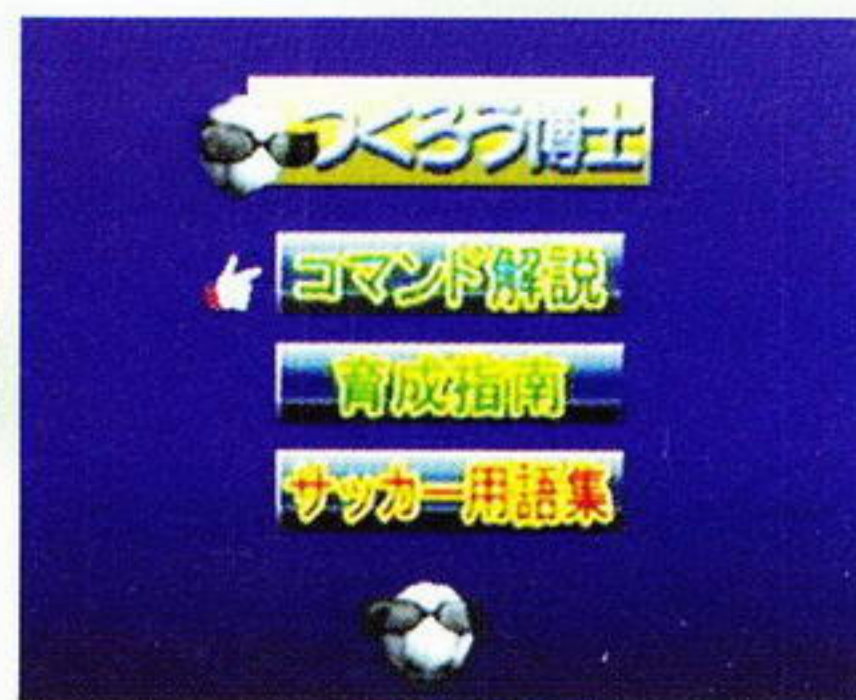 つくろう博士
コマンド解説
育成指南
サッカー用語集